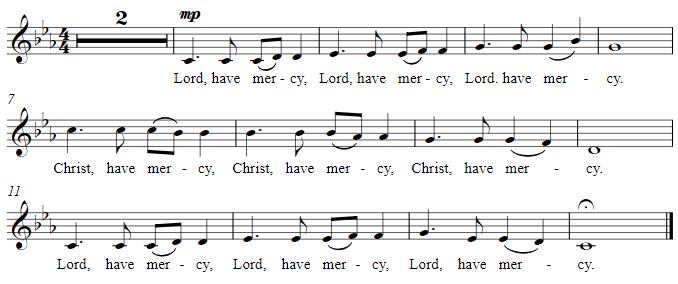 2 mp
4 4
Lord, have mer - cy, Lord, have mer - cy, Lord. have mer - cy.
7
Christ, have mer - cy, Christ, have mer - cy, Christ, have mer - cy.
11
Lord, have mer - cy, Lord, have mer - cy, Lord, have mer - cy.